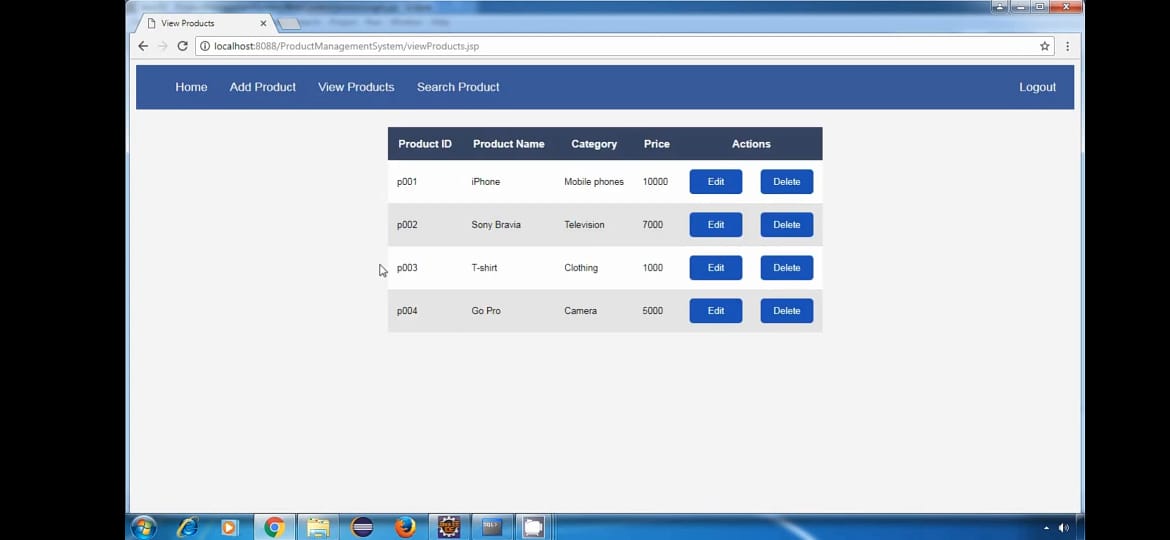 View Products
localhost:8088/ProductManagementSystem/viewProducts.jsp
Home Add Product View Products Search Product Logout
Product ID Product Name Category Price Actions
p001 iPhone Mobile phones 10000 Edit Delete
p002 Sony Bravia Television 7000 Edit Delete
p003 T-shirt Clothing 1000 Edit Delete
p004 Go Pro Camera 5000 Edit Delete